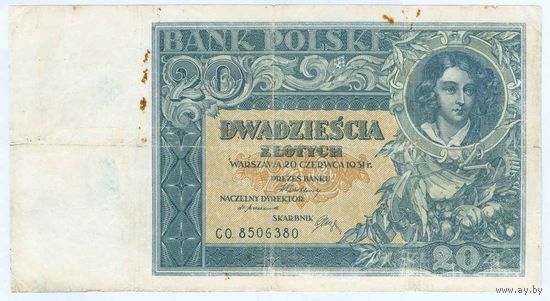 BANK POLSKI
20
DWADZIEŚCIA
ZŁOTYCH
WARSZAWA 20 CZERWCA 1931 r.
PREZES BANKU
NACZELNY DYREKTOR
SKARBNIK
CO. 8506380
20
www.ay.by